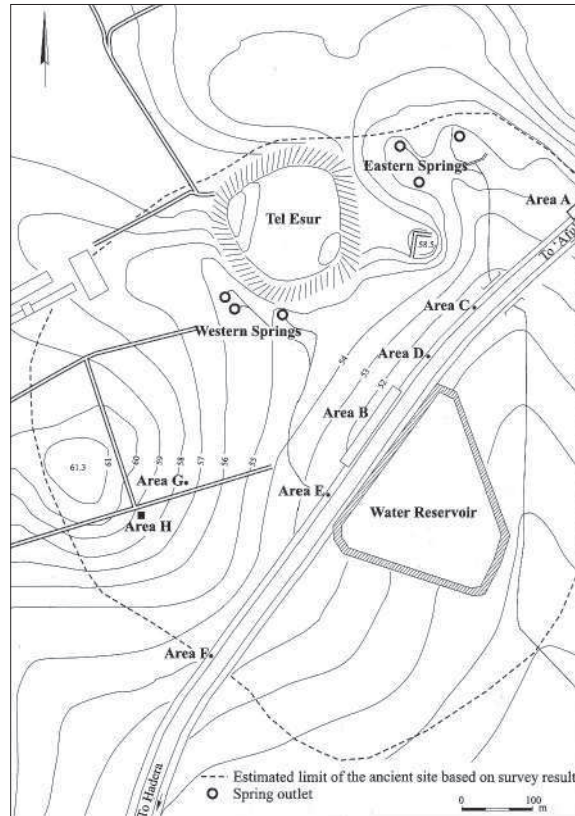 Eastern Springs
Area A
To 'Afu
Tel Esur
58.5
Area C
Western Springs
54
Area D
53
52
Area B
61.3
61
60
59
58
57
56
55
Area G
Area E
Area H
Water Reservoir
Area F
To Hadera
Estimated limit of the ancient site based on survey result
Spring outlet
0 100
m